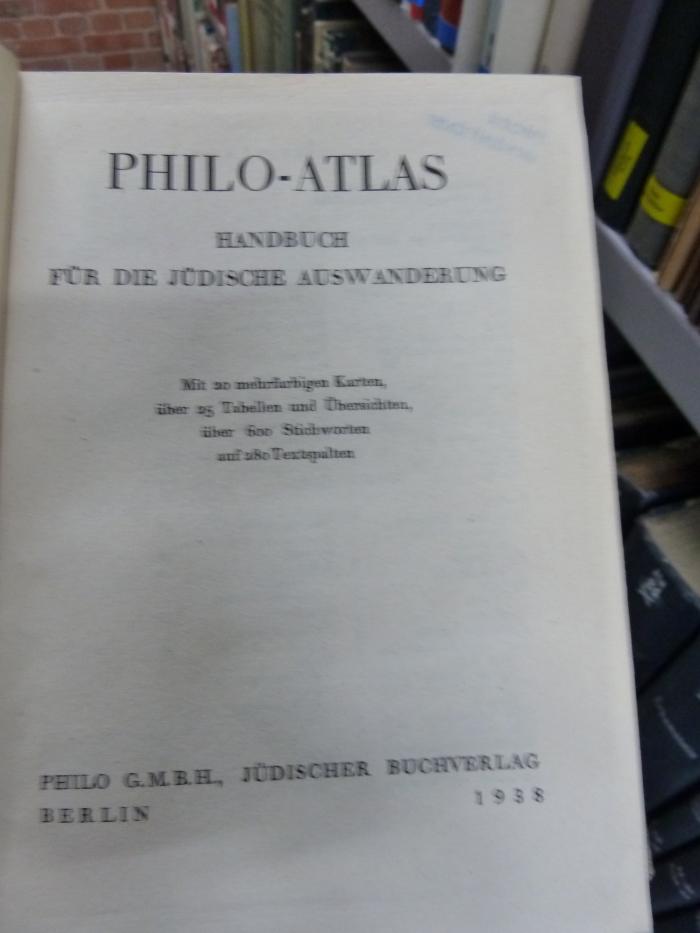 PHILO-ATLAS
HANDBUCH
FÜR DIE JÜDISCHE AUSWANDERUNG
Mit 20 mehrfarbigen Karten,
über 25 Tabellen und Übersichten,
über 600 Stichworten
auf 280 Textspalten
PHILO G.M.B.H., JÜDISCHER BUCHVERLAG
BERLIN 1938